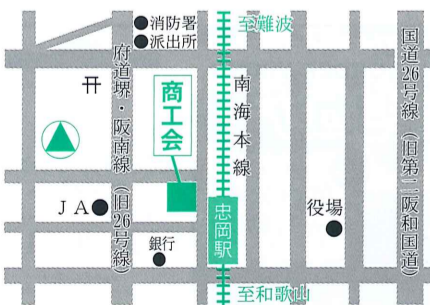 消防署
派出所
至難波
国道26号線（旧第二阪和国道）
府道堺・阪南線（旧26号線）
商工会
南海本線
JA
忠岡駅
役場
銀行
至和歌山